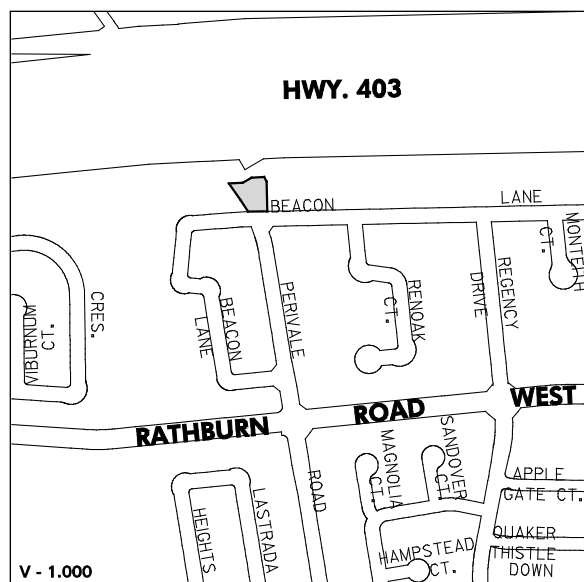 HWY. 403
BEACON LANE
MONTEITH
CT.
REGENCY
DRIVE
PERIVALE
RENOAK
CT.
BEACON
LANE
CRES.
VIBURNUM
CT.
RATHBURN ROAD WEST
MAGNOLIA
CT.
SANDOVER
CT.
ROAD
APPLE
GATE CT.
LASTRADA
HEIGHTS
QUAKER
THISTLE
DOWN
HAMPSTEAD
CT.
V - 1.000